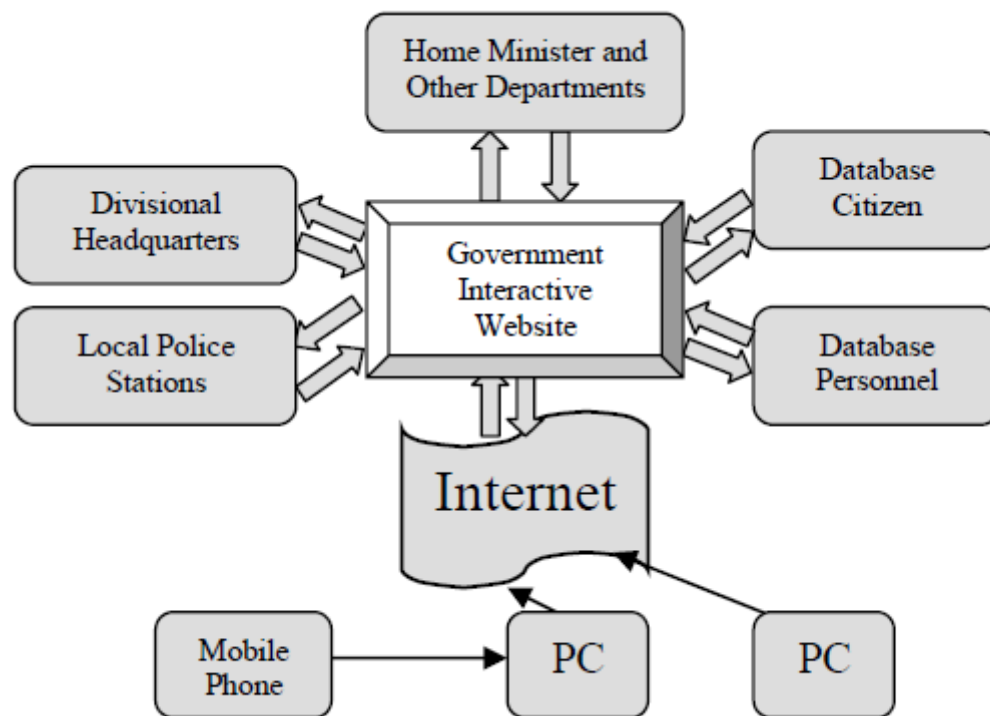 Home Minister and
Other Departments
Divisional
Headquarters
Database
Citizen
Government
Interactive
Website
Local Police
Stations
Database
Personnel
Internet
Mobile
Phone
PC
PC